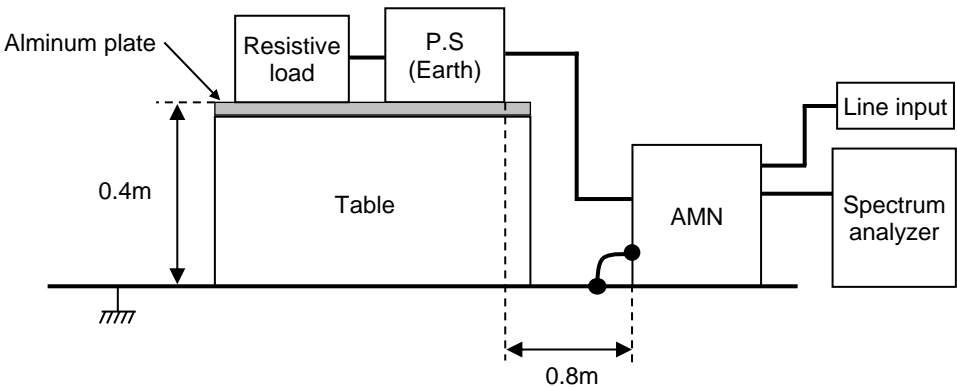 Alminum plate
Resistive
load
P.S
(Earth)
Line input
0.4m
Table
AMN
Spectrum
analyzer
0.8m